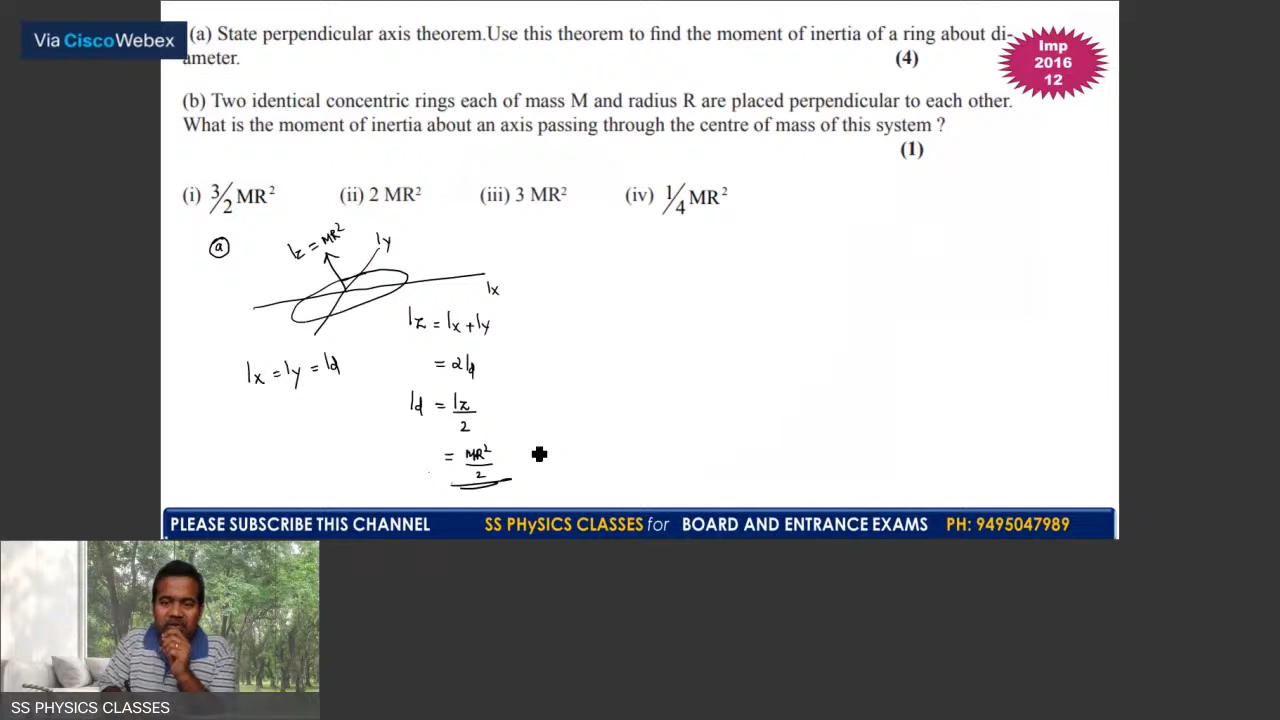 Via CiscoWebex
(a) State perpendicular axis theorem.Use this theorem to find the moment of inertia of a ring about di-
ameter. (4)
Imp
2016
12
(b) Two identical concentric rings each of mass M and radius R are placed perpendicular to each other.
What is the moment of inertia about an axis passing through the centre of mass of this system ?
(1)
(i) 3/2 MR² (ii) 2 MR² (iii) 3 MR² (iv) 1/4 MR²
(a)
Iz = MR²
Iy
Ix
Iz = Ix + Iy
= 2Id
Ix = Iy = Id
Id = Iz/2
= MR²/2
PLEASE SUBSCRIBE THIS CHANNEL SS PHySICS CLASSES for BOARD AND ENTRANCE EXAMS PH: 9495047989
SS PHYSICS CLASSES